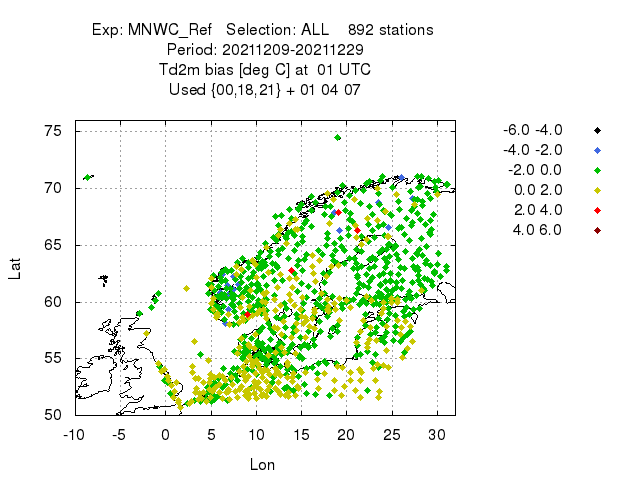 Exp: MNWC_Ref   Selection: ALL    892 stations
Period: 20211209-20211229
Td2m bias [deg C] at  01 UTC
Used {00,18,21} + 01 04 07
-6.0 -4.0
-4.0 -2.0
-2.0 0.0
0.0 2.0
2.0 4.0
4.0 6.0
Lat
75
70
65
60
55
50
-10 -5 0 5 10 15 20 25 30
Lon